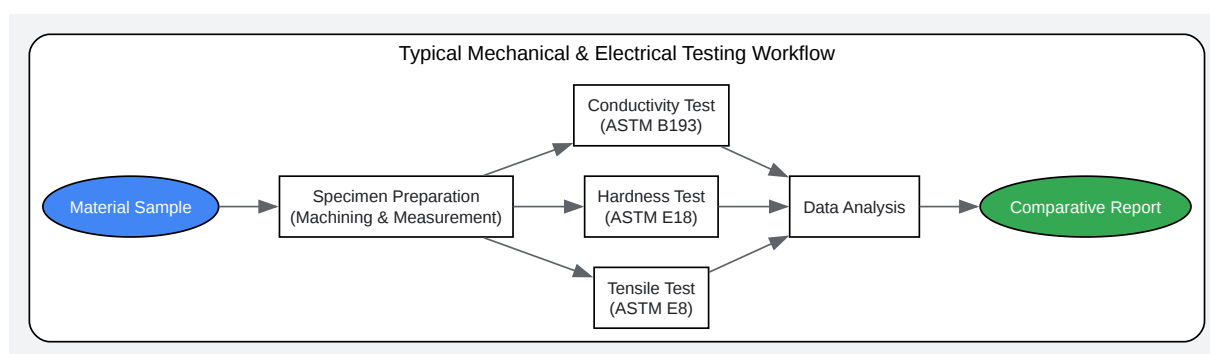 Typical Mechanical & Electrical Testing Workflow
Material Sample
Specimen Preparation
(Machining & Measurement)
Conductivity Test
(ASTM B193)
Hardness Test
(ASTM E18)
Tensile Test
(ASTM E8)
Data Analysis
Comparative Report